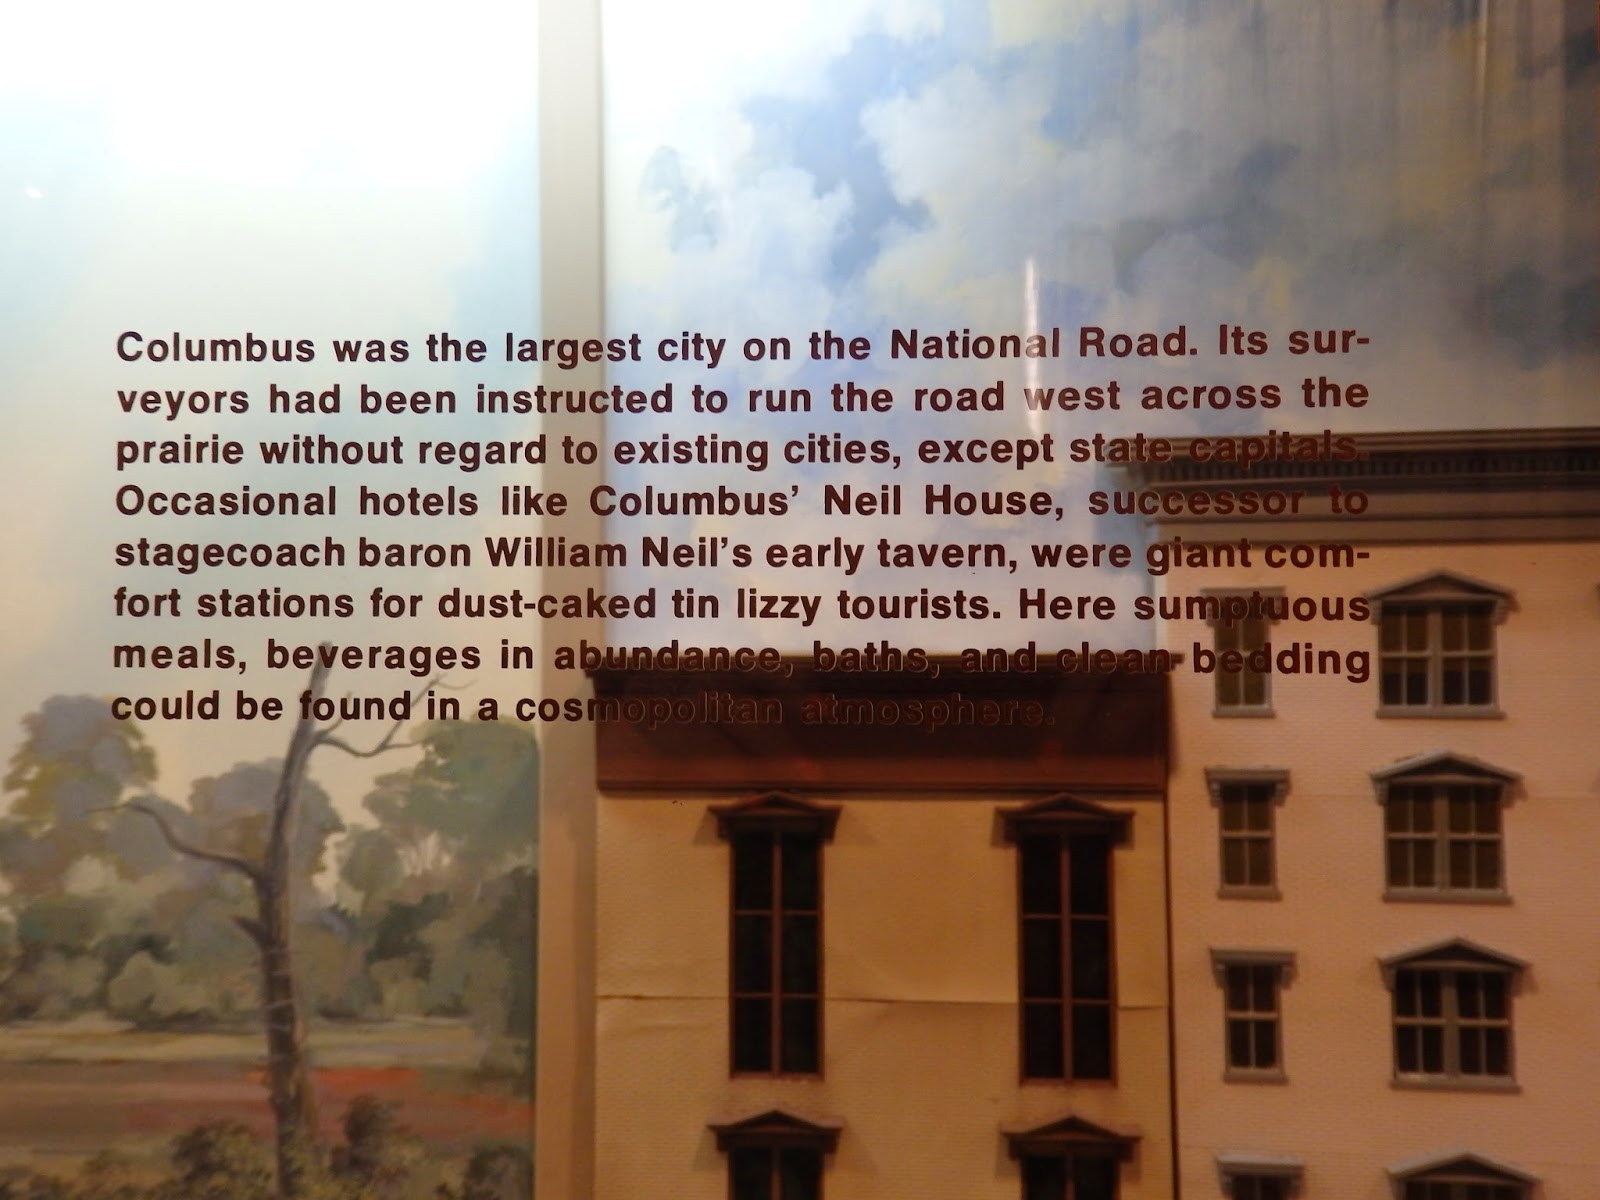 Columbus was the largest city on the National Road. Its sur-
veyors had been instructed to run the road west across the
prairie without regard to existing cities, except state capitals.
Occasional hotels like Columbus’ Neil House, successor to
stagecoach baron William Neil’s early tavern, were giant com-
fort stations for dust-caked tin lizzy tourists. Here sumptuous
meals, beverages in abundance, baths, and clean bedding
could be found in a cosmopolitan atmosphere.